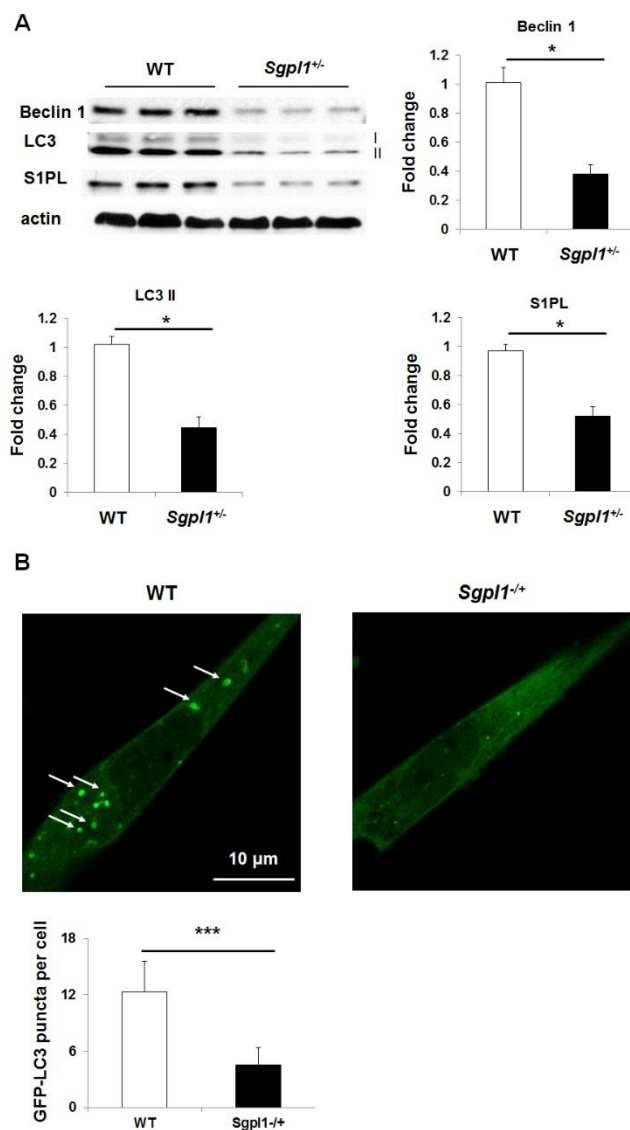 A
WT
Sgpl1+/-
Beclin 1
LC3
I
II
S1PL
actin
Beclin 1
Fold change
1.2
1
0.8
0.6
0.4
0.2
0
*
WT
Sgpl1+/-
LC3 II
Fold change
1.2
1
0.8
0.6
0.4
0.2
0
*
WT
Sgpl1+/-
S1PL
Fold change
1.2
1
0.8
0.6
0.4
0.2
0
*
WT
Sgpl1+/-
B
WT
Sgpl1-/+
10 µm
GFP-LC3 puncta per cell
18
12
6
0
***
WT
Sgpl1-/+